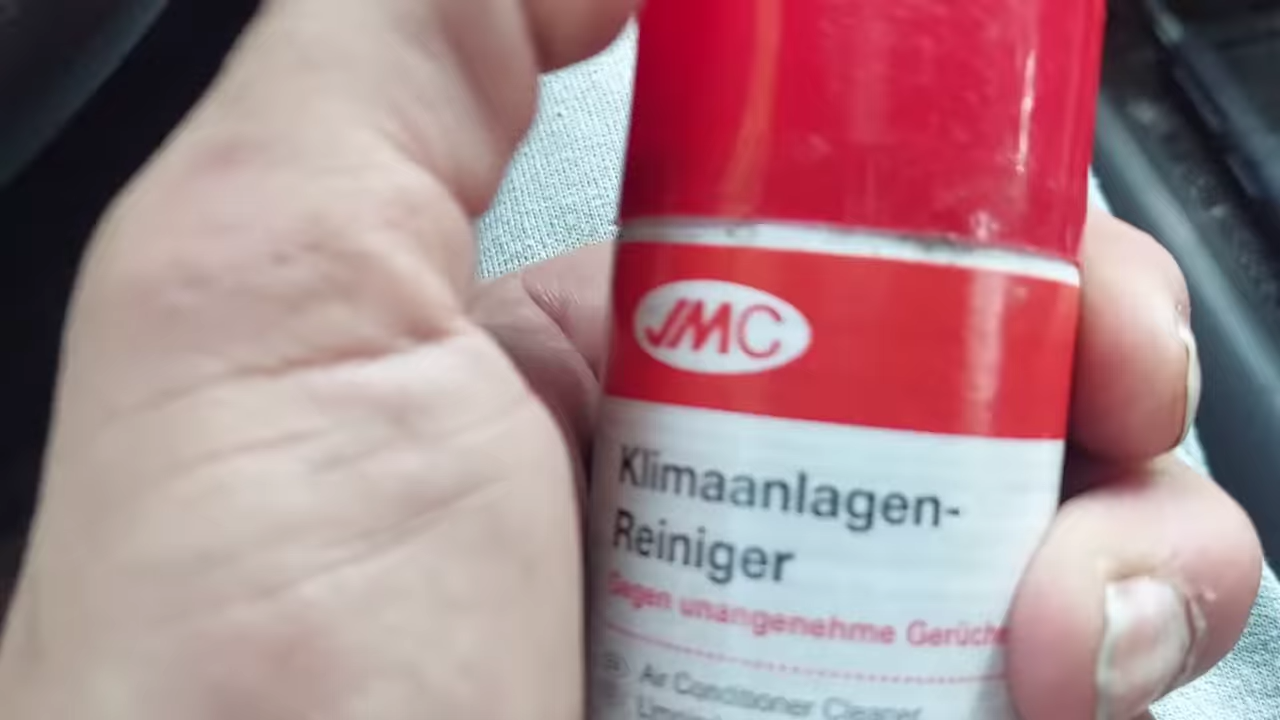 JMC
Klimaanlagen-
Reiniger
Gegen unangenehme Gerüche
Air Conditioner Cleaner